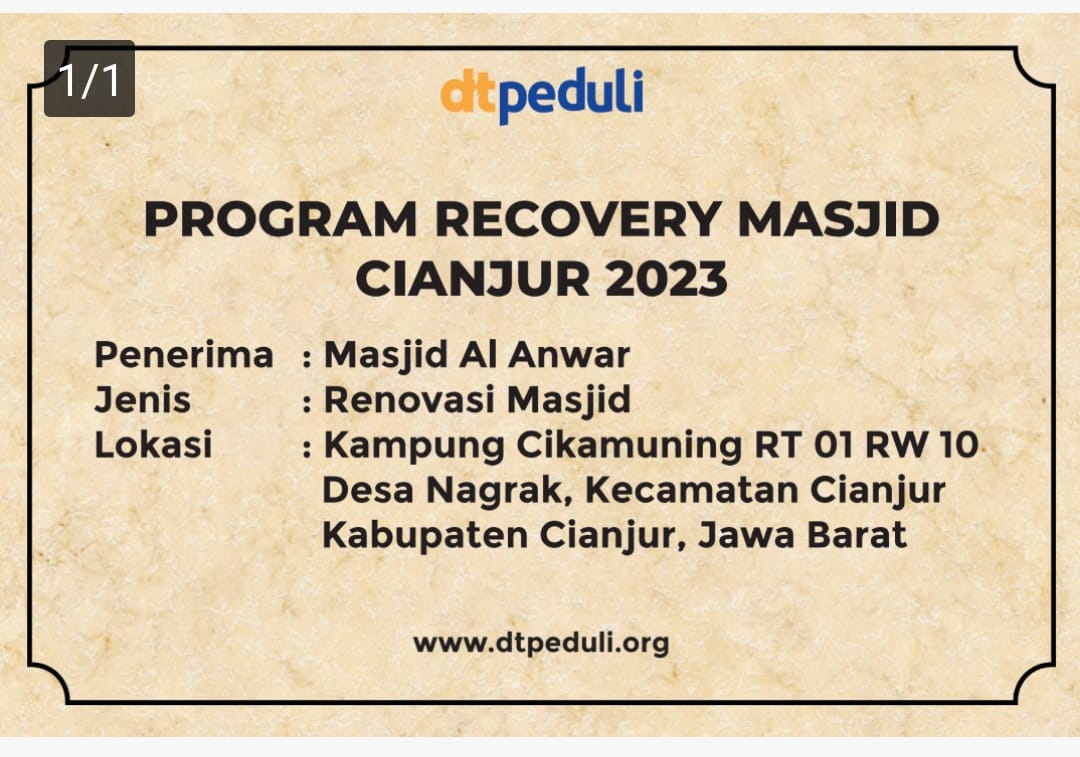 1/1
dtpeduli
PROGRAM RECOVERY MASJID
CIANJUR 2023
Penerima : Masjid Al Anwar
Jenis : Renovasi Masjid
Lokasi : Kampung Cikamuning RT 01 RW 10
Desa Nagrak, Kecamatan Cianjur
Kabupaten Cianjur, Jawa Barat
www.dtpeduli.org